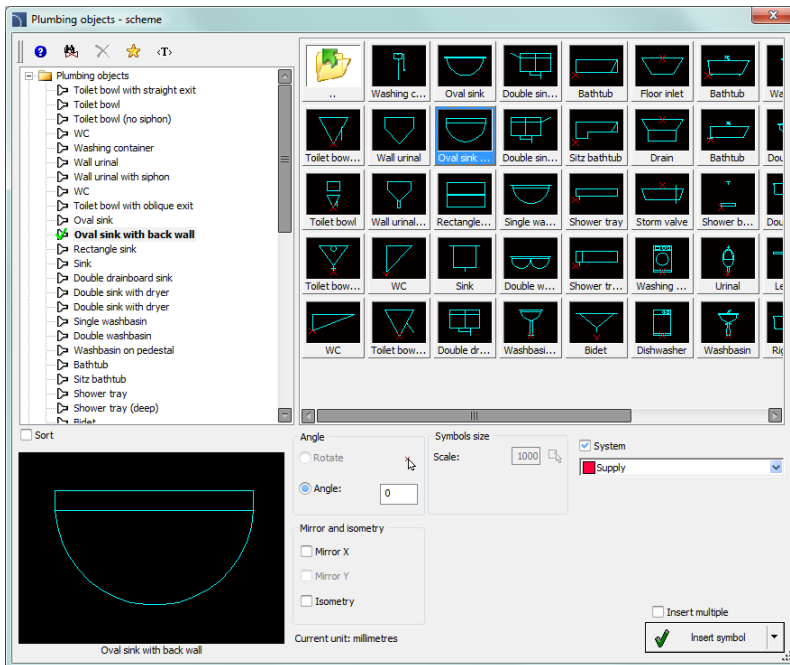 Plumbing objects - scheme
<T>
Plumbing objects
Toilet bowl with straight exit
Toilet bowl
Toilet bowl (no siphon)
WC
Washing container
Wall urinal
Wall urinal with siphon
WC
Toilet bowl with oblique exit
Oval sink
Oval sink with back wall
Rectangle sink
Sink
Double drainboard sink
Double sink with dryer
Double sink with dryer
Single washbasin
Double washbasin
Washbasin on pedestal
Bathtub
Sitz bathtub
Shower tray
Shower tray (deep)
Bidet
.. Washing c... Oval sink Double sin... Bathtub Floor inlet Bathtub Wa
Toilet bow... Wall urinal Oval sink ... Double sin... Sitz bathtub Drain Bathtub Dou
Toilet bowl Wall urinal... Rectangle... Single wa... Shower tray Storm valve Shower b... Dou
Toilet bow... WC Sink Double w... Shower tr... Washing ... Urinal Le
WC Toilet bow... Double dr... Washbasi... Bidet Dishwasher Washbasin Rig
Sort
Oval sink with back wall
Angle
Rotate
Angle: 0
Mirror and isometry
Mirror X
Mirror Y
Isometry
Current unit: millimetres
Symbols size
Scale: 1000
System
Supply
Insert multiple
Insert symbol